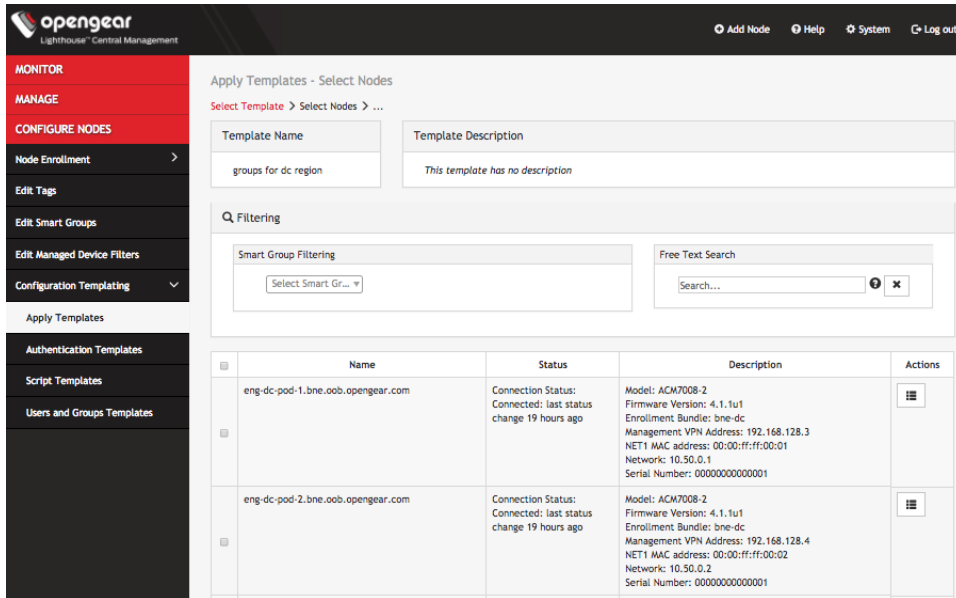 opengear
Lighthouse™ Central Management
Add Node Help System Log out
MONITOR
MANAGE
CONFIGURE NODES
Node Enrollment
Edit Tags
Edit Smart Groups
Edit Managed Device Filters
Configuration Templating
Apply Templates
Authentication Templates
Script Templates
Users and Groups Templates
Apply Templates - Select Nodes
Select Template > Select Nodes > ...
Template Name
groups for dc region
Template Description
This template has no description
Filtering
Smart Group Filtering
Select Smart Gr...
Free Text Search
Search...
Name Status Description Actions
eng-dc-pod-1.bne.oob.opengear.com
Connection Status:
Connected: last status
change 19 hours ago
Model: ACM7008-2
Firmware Version: 4.1.1u1
Enrollment Bundle: bne-dc
Management VPN Address: 192.168.128.3
NET1 MAC address: 00:00:ff:ff:00:01
Network: 10.50.0.1
Serial Number: 00000000000001
eng-dc-pod-2.bne.oob.opengear.com
Connection Status:
Connected: last status
change 19 hours ago
Model: ACM7008-2
Firmware Version: 4.1.1u1
Enrollment Bundle: bne-dc
Management VPN Address: 192.168.128.4
NET1 MAC address: 00:00:ff:ff:00:02
Network: 10.50.0.2
Serial Number: 00000000000001